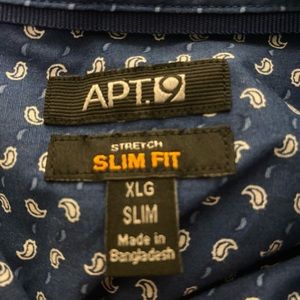 APT.9
STRETCH
SLIM FIT
XLG
SLIM
Made in
Bangladesh